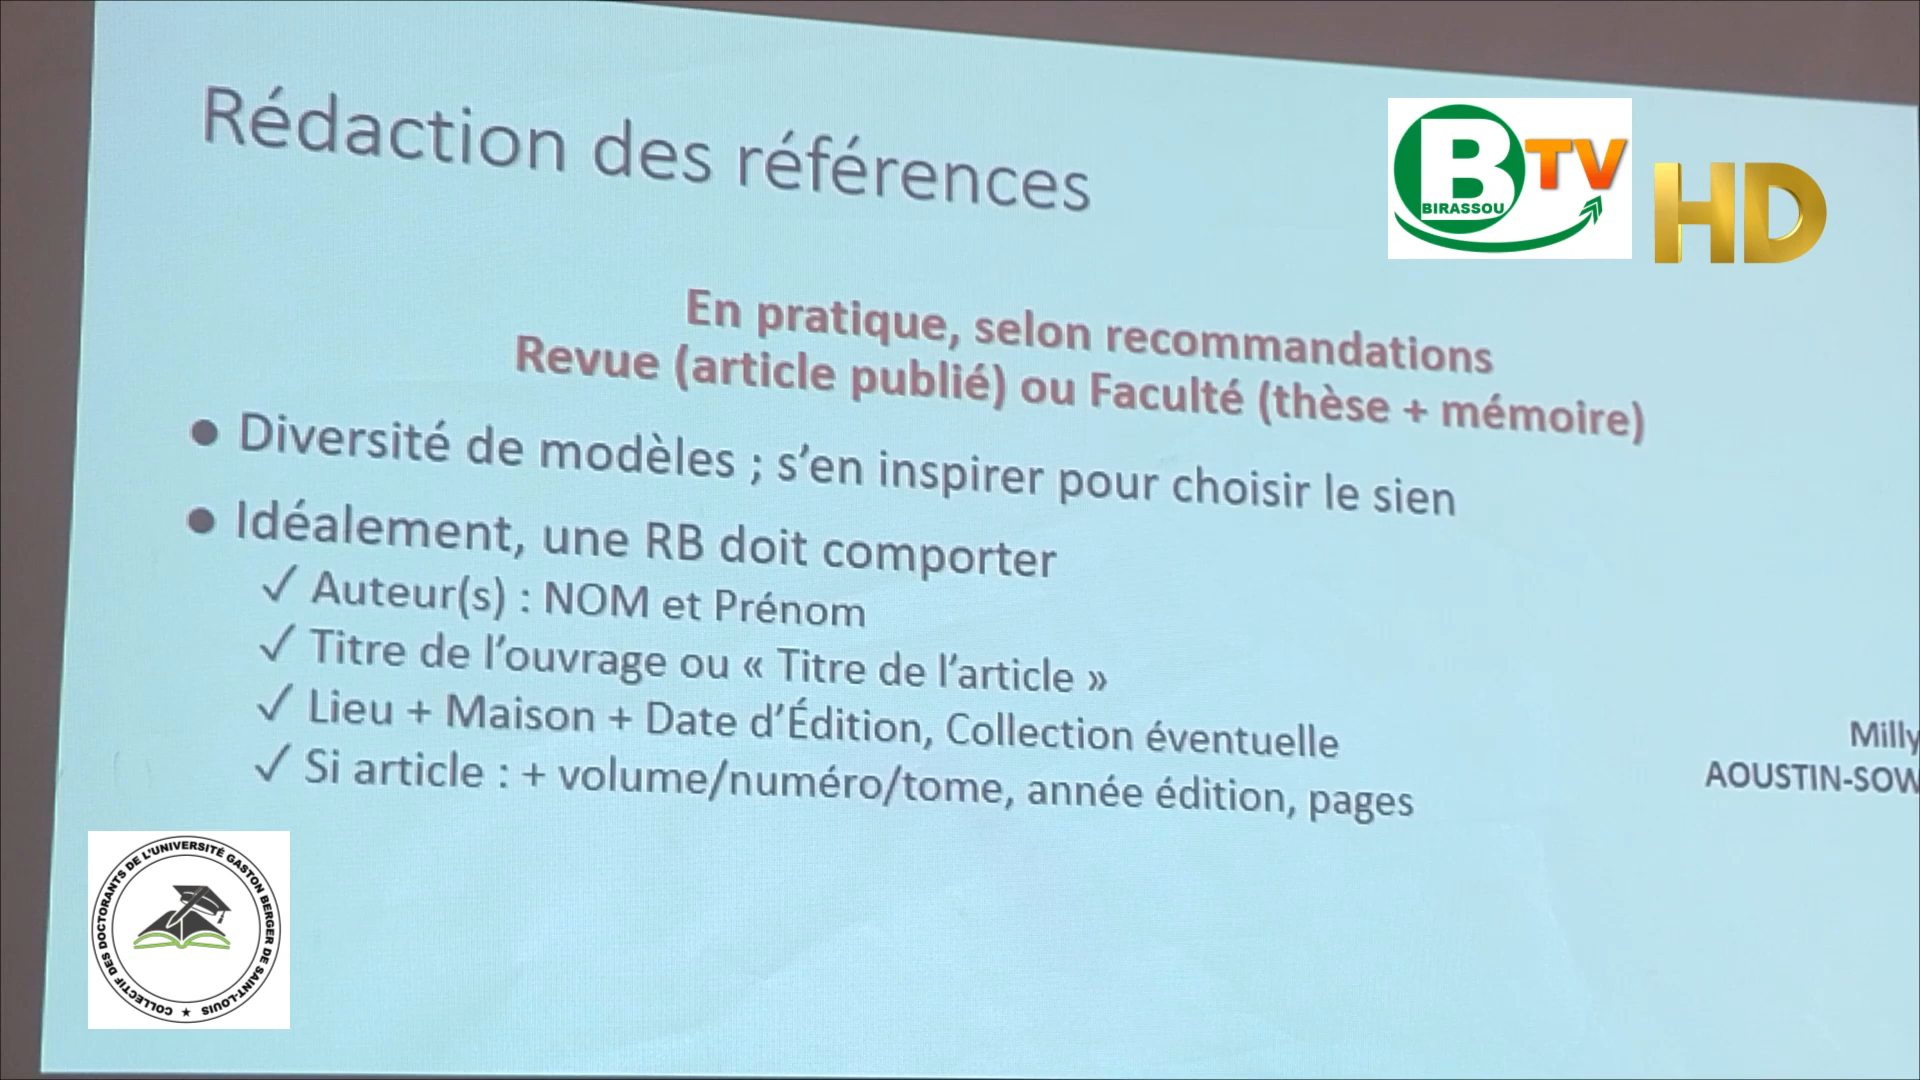 Rédaction des références
B TV
BIRASSOU
HD
En pratique, selon recommandations
Revue (article publié) ou Faculté (thèse + mémoire)
● Diversité de modèles ; s’en inspirer pour choisir le sien
● Idéalement, une RB doit comporter
✓ Auteur(s) : NOM et Prénom
✓ Titre de l’ouvrage ou « Titre de l’article »
✓ Lieu + Maison + Date d’Édition, Collection éventuelle
✓ Si article : + volume/numéro/tome, année édition, pages
Milly
AOUSTIN-SOW
COLLECTIF DES DOCTORANTS DE L'UNIVERSITÉ GASTON BERGER DE SAINT-LOUIS ★